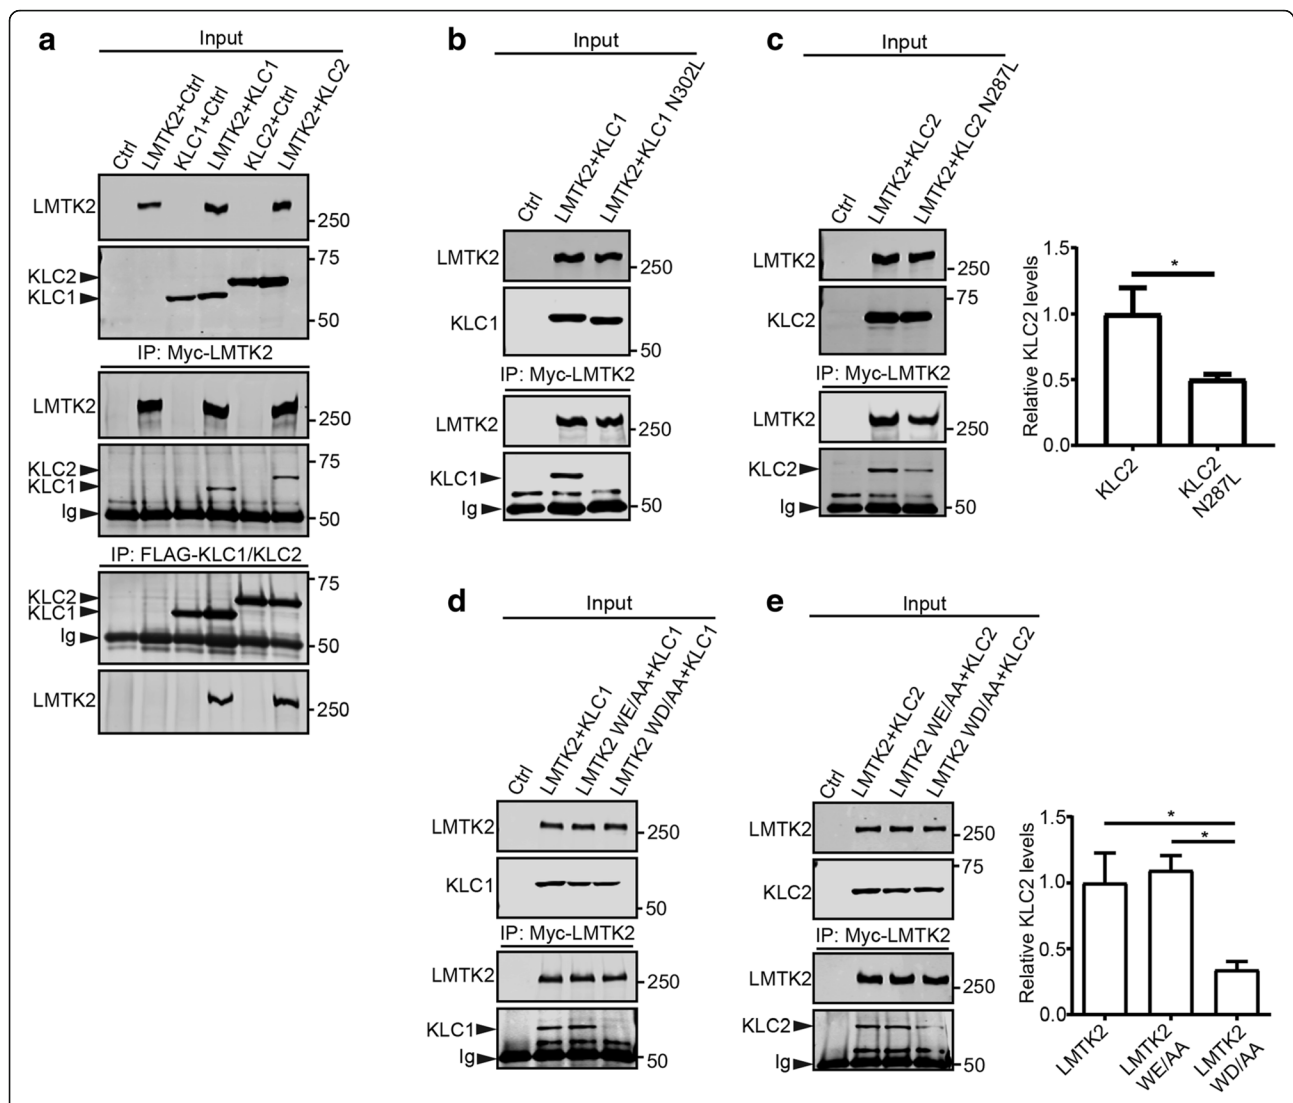 a
Input
Ctrl
LMTK2+Ctrl
KLC1+Ctrl
LMTK2+KLC1
KLC2+Ctrl
LMTK2+KLC2
LMTK2
250
75
KLC2
KLC1
50
IP: Myc-LMTK2
LMTK2
250
KLC2
75
KLC1
Ig
50
IP: FLAG-KLC1/KLC2
75
KLC2
KLC1
Ig
50
LMTK2
250
b
Input
Ctrl
LMTK2+KLC1
LMTK2+KLC1 N302L
LMTK2
250
KLC1
50
IP: Myc-LMTK2
LMTK2
250
KLC1
Ig
50
c
Input
Ctrl
LMTK2+KLC2
LMTK2+KLC2 N287L
LMTK2
250
75
KLC2
IP: Myc-LMTK2
LMTK2
250
KLC2
Ig
50
Relative KLC2 levels
1.5
1.0
0.5
0.0
*
KLC2
KLC2
N287L
d
Input
Ctrl
LMTK2+KLC1
LMTK2 WE/AA+KLC1
LMTK2 WD/AA+KLC1
LMTK2
250
KLC1
50
IP: Myc-LMTK2
LMTK2
250
KLC1
Ig
50
e
Input
Ctrl
LMTK2+KLC2
LMTK2 WE/AA+KLC2
LMTK2 WD/AA+KLC2
LMTK2
250
75
KLC2
IP: Myc-LMTK2
LMTK2
250
KLC2
Ig
50
Relative KLC2 levels
1.5
1.0
0.5
0.0
*
*
LMTK2
LMTK2
WE/AA
LMTK2
WD/AA